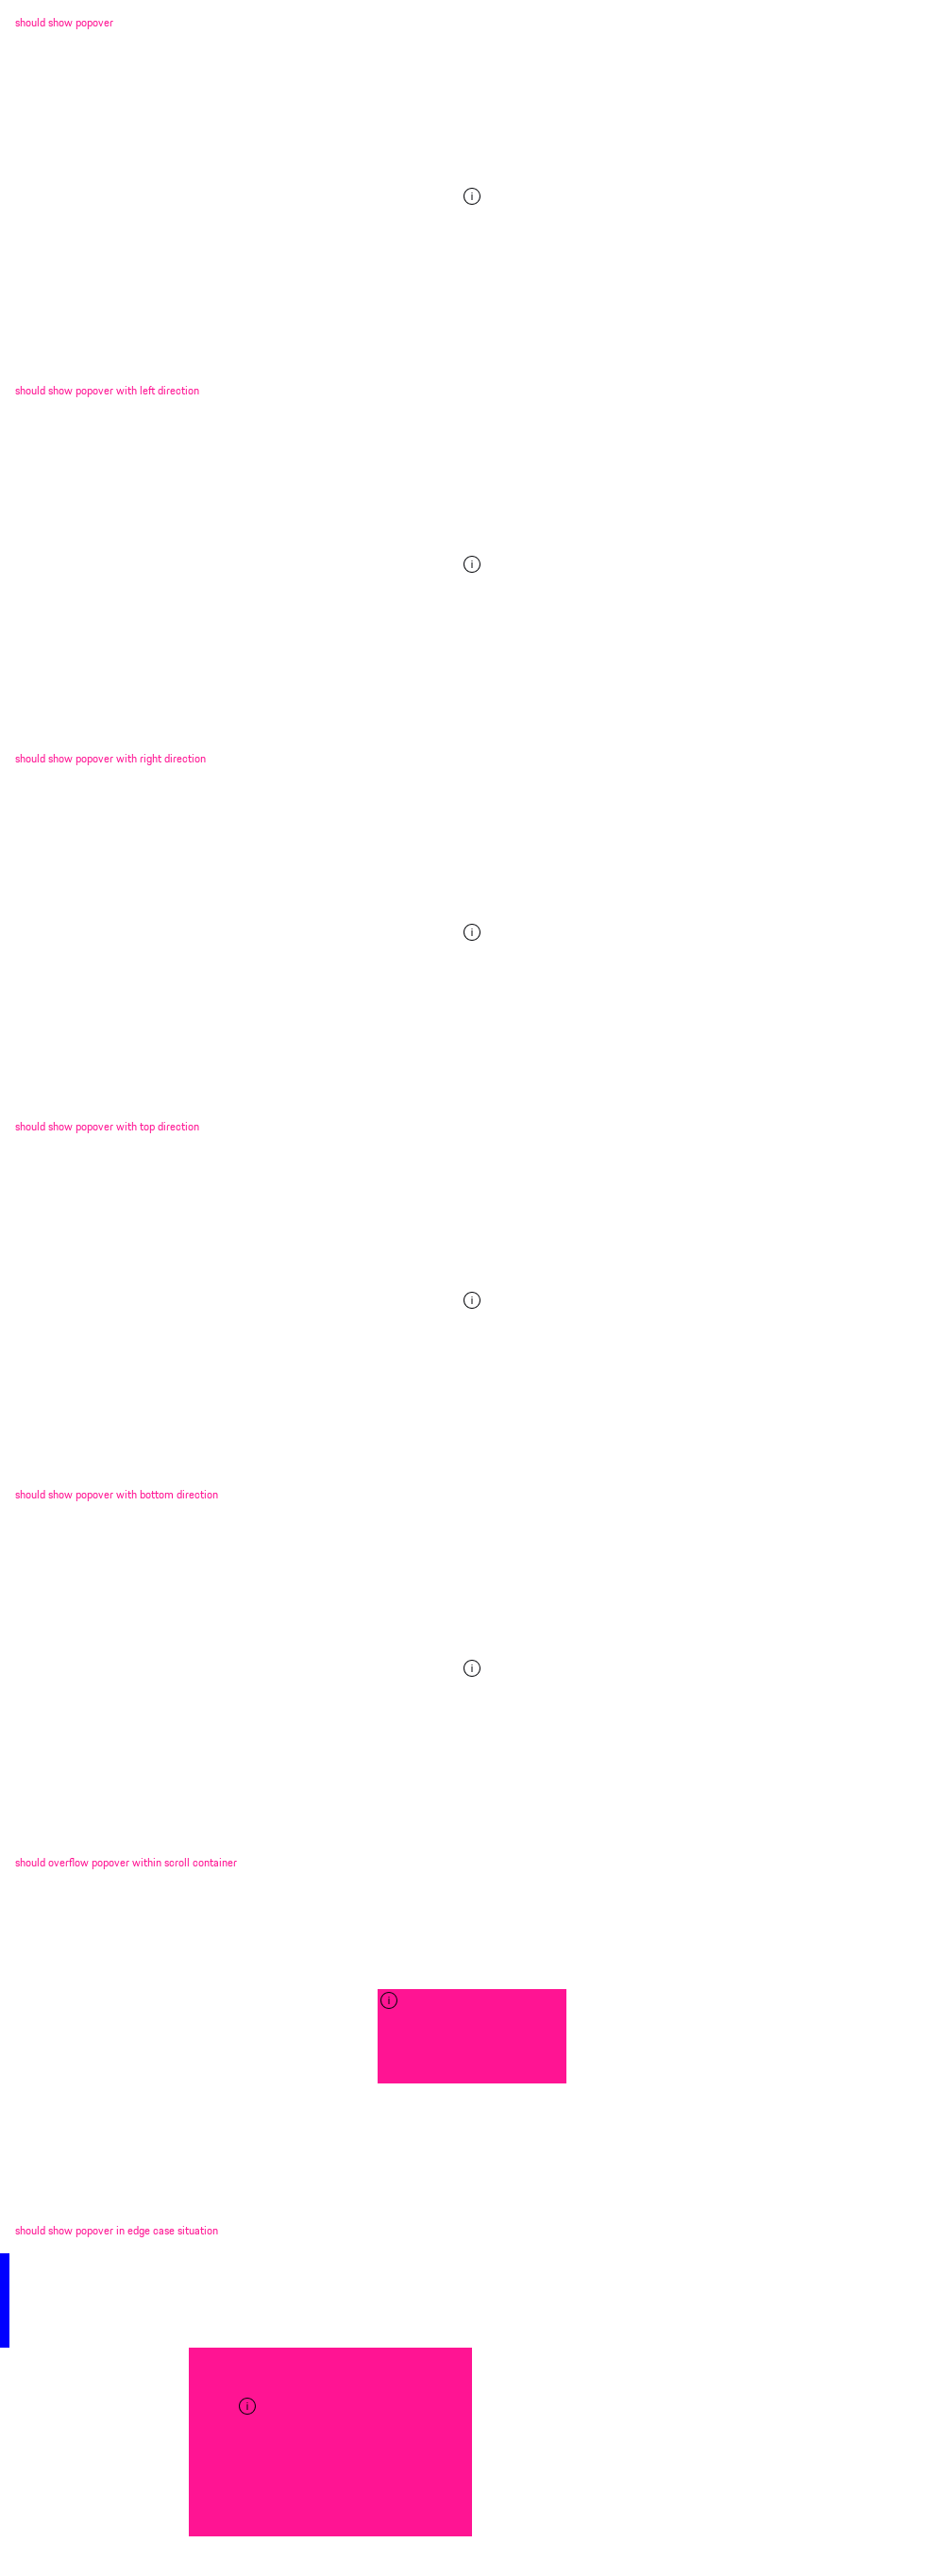 should show popover
i
should show popover with left direction
i
should show popover with right direction
i
should show popover with top direction
i
should show popover with bottom direction
i
should overflow popover within scroll container
i
should show popover in edge case situation
i